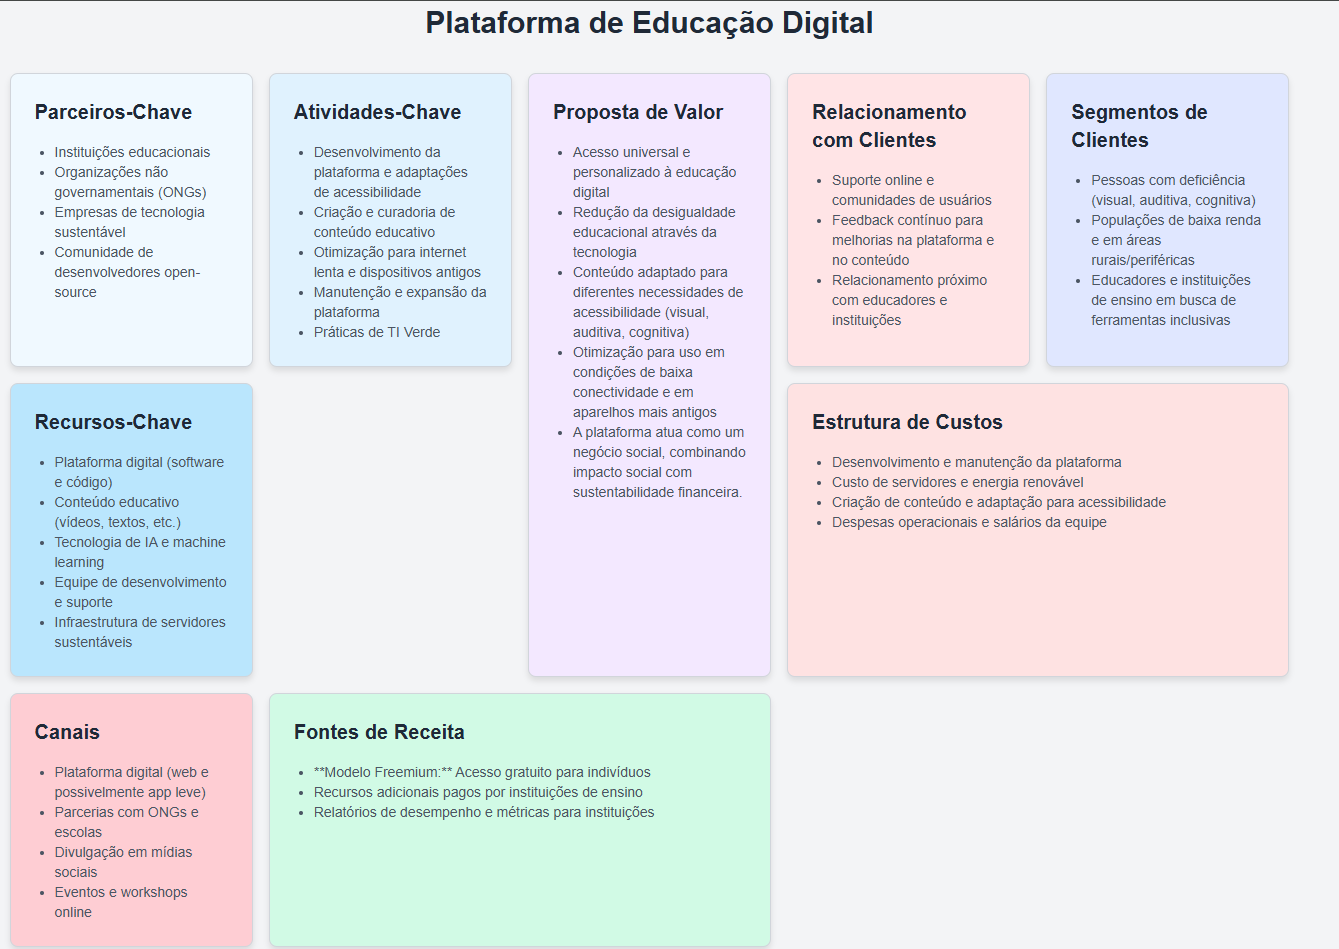 Plataforma de Educação Digital
Parceiros-Chave
• Instituições educacionais
• Organizações não
governamentais (ONGs)
• Empresas de tecnologia
sustentável
• Comunidade de
desenvolvedores open-
source
Atividades-Chave
• Desenvolvimento da
plataforma e adaptações
de acessibilidade
• Criação e curadoria de
conteúdo educativo
• Otimização para internet
lenta e dispositivos antigos
• Manutenção e expansão da
plataforma
• Práticas de TI Verde
Proposta de Valor
• Acesso universal e
personalizado à educação
digital
• Redução da desigualdade
educacional através da
tecnologia
• Conteúdo adaptado para
diferentes necessidades de
acessibilidade (visual,
auditiva, cognitiva)
• Otimização para uso em
condições de baixa
conectividade e em
aparelhos mais antigos
• A plataforma atua como um
negócio social, combinando
impacto social com
sustentabilidade financeira.
Relacionamento
com Clientes
• Suporte online e
comunidades de usuários
• Feedback contínuo para
melhorias na plataforma e
no conteúdo
• Relacionamento próximo
com educadores e
instituições
Segmentos de
Clientes
• Pessoas com deficiência
(visual, auditiva, cognitiva)
• Populações de baixa renda
e em áreas
rurais/periféricas
• Educadores e instituições
de ensino em busca de
ferramentas inclusivas
Recursos-Chave
• Plataforma digital (software
e código)
• Conteúdo educativo
(vídeos, textos, etc.)
• Tecnologia de IA e machine
learning
• Equipe de desenvolvimento
e suporte
• Infraestrutura de servidores
sustentáveis
Estrutura de Custos
• Desenvolvimento e manutenção da plataforma
• Custo de servidores e energia renovável
• Criação de conteúdo e adaptação para acessibilidade
• Despesas operacionais e salários da equipe
Canais
• Plataforma digital (web e
possivelmente app leve)
• Parcerias com ONGs e
escolas
• Divulgação em mídias
sociais
• Eventos e workshops
online
Fontes de Receita
• **Modelo Freemium:** Acesso gratuito para indivíduos
• Recursos adicionais pagos por instituições de ensino
• Relatórios de desempenho e métricas para instituições